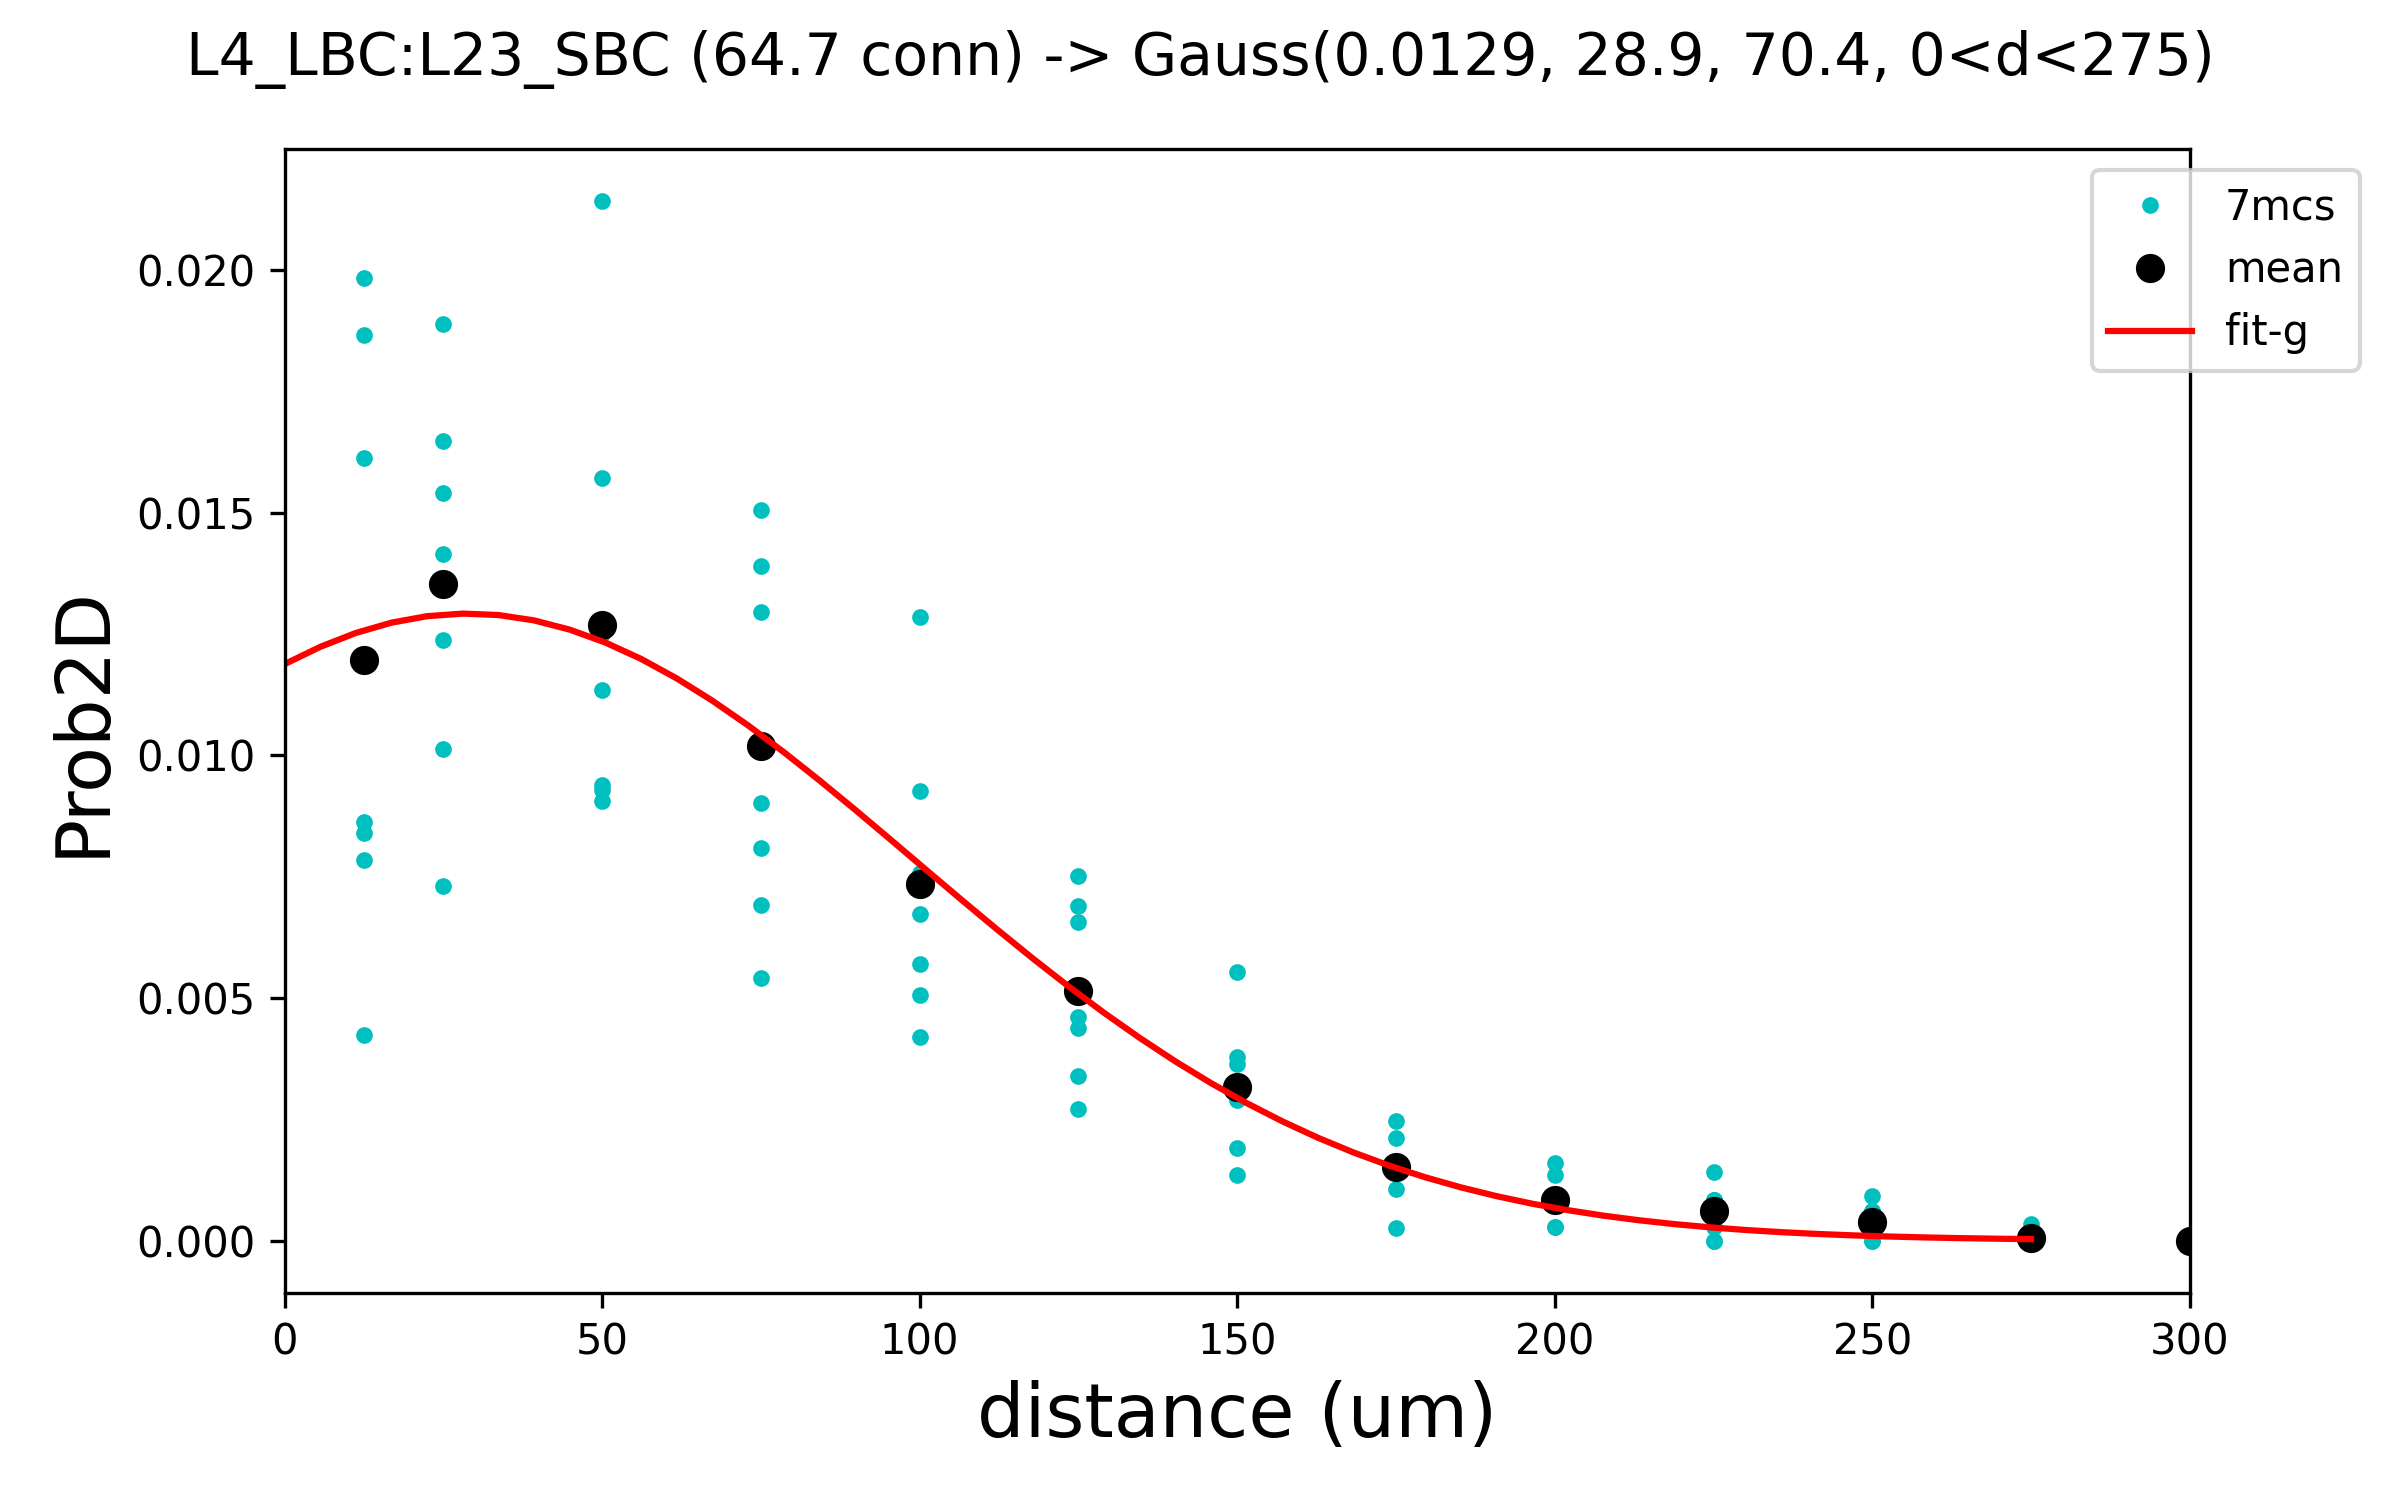 L4_LBC:L23_SBC (64.7 conn) -> Gauss(0.0129, 28.9, 70.4, 0<d<275)
7mcs
mean
fit-g
Prob2D
0.020
0.015
0.010
0.005
0.000
0 50 100 150 200 250 300
distance (um)